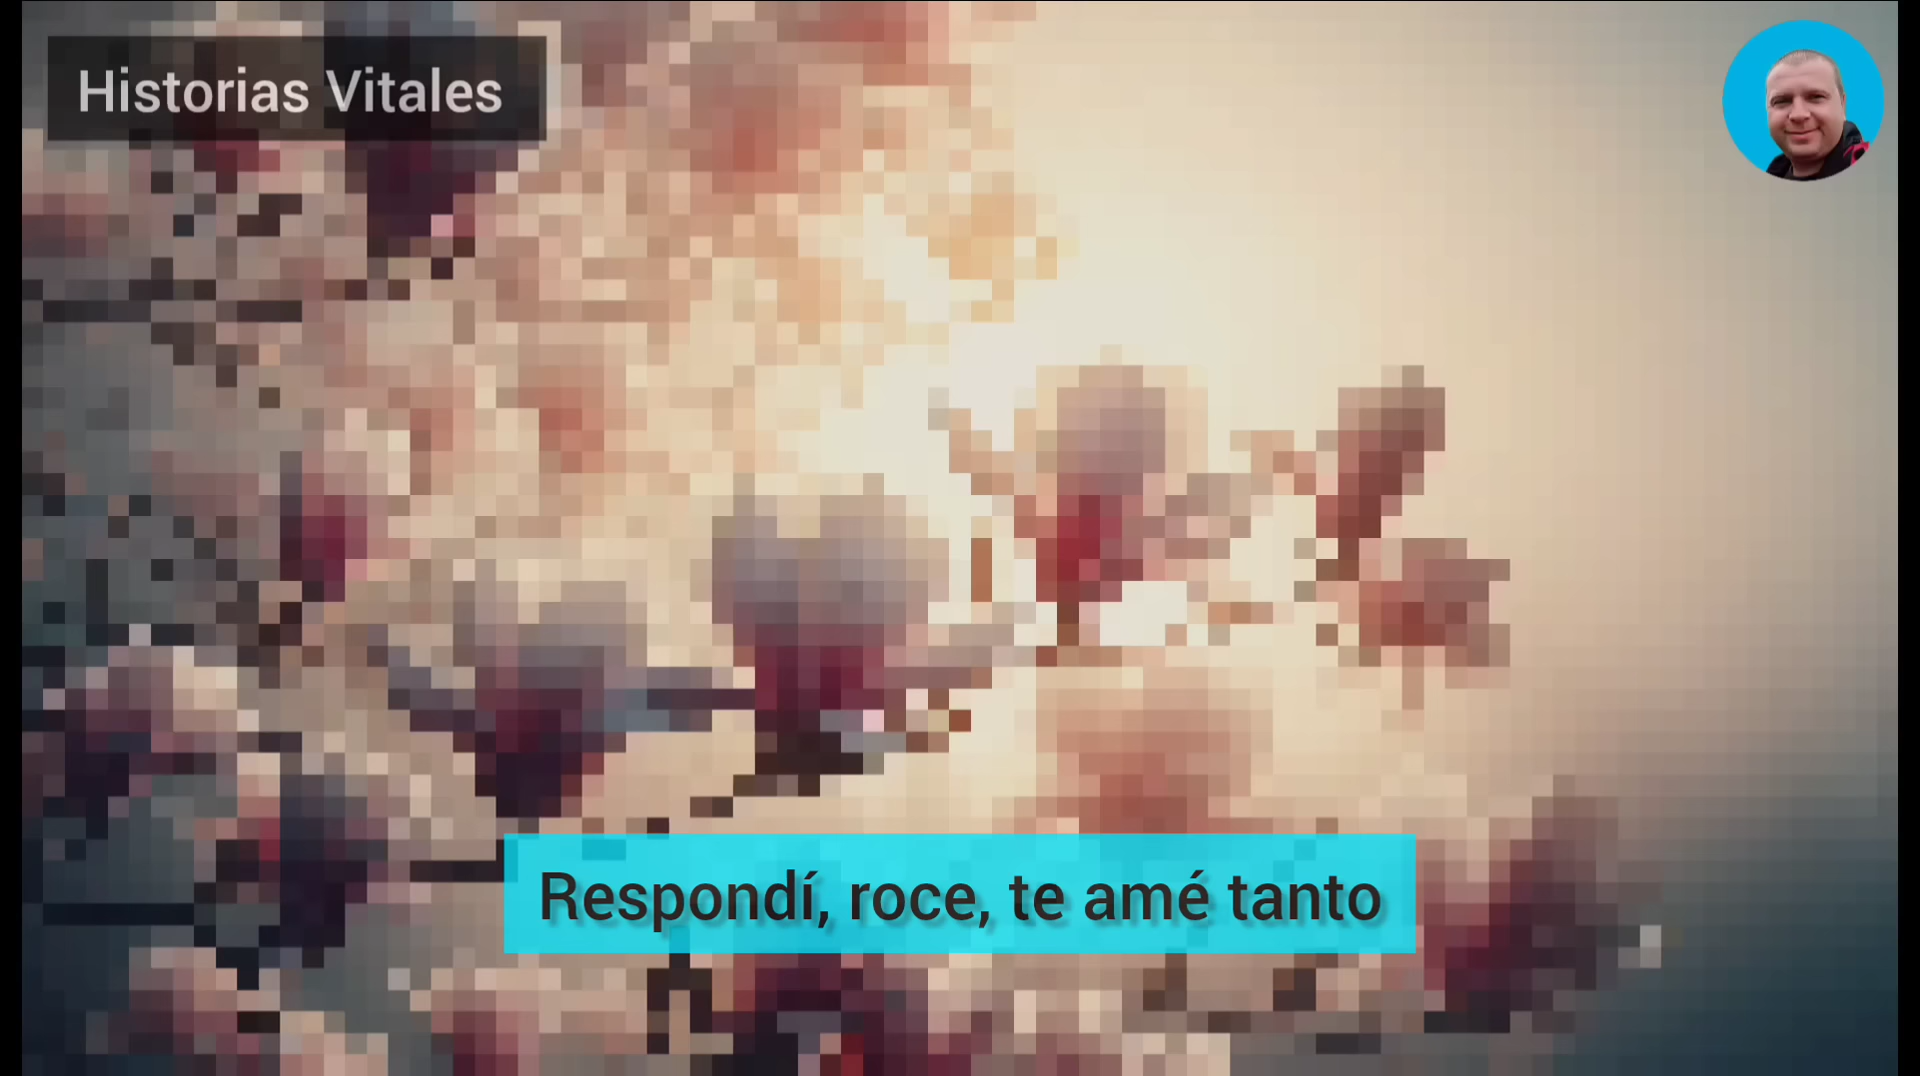 Historias Vitales
Respondí, roce, te amé tanto